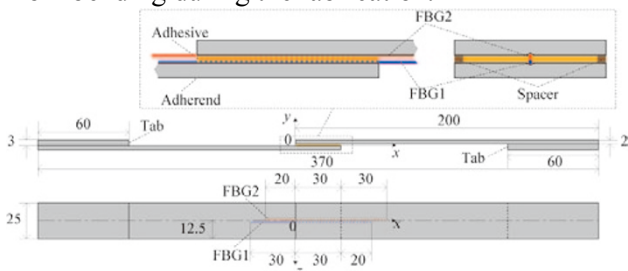 FBG2
Adhesive
FBG1
Spacer
Adherend
60
Tab
y
200
3
0
x
2
370
Tab
60
20 30 30
FBG2
25
12.5
0
x
FBG1
30 30 20